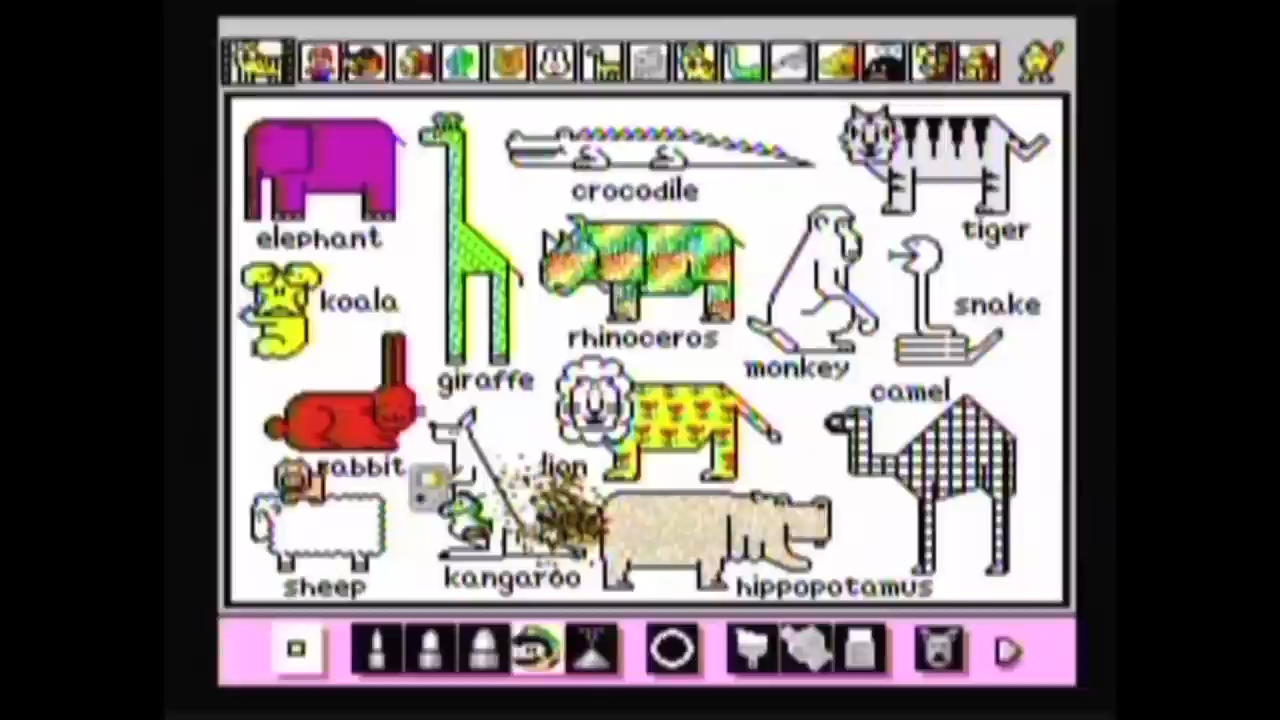 crocodile
tiger
elephant
koala
snake
rhinoceros
monkey
giraffe
camel
rabbit
lion
kangaroo
sheep
hippopotamus